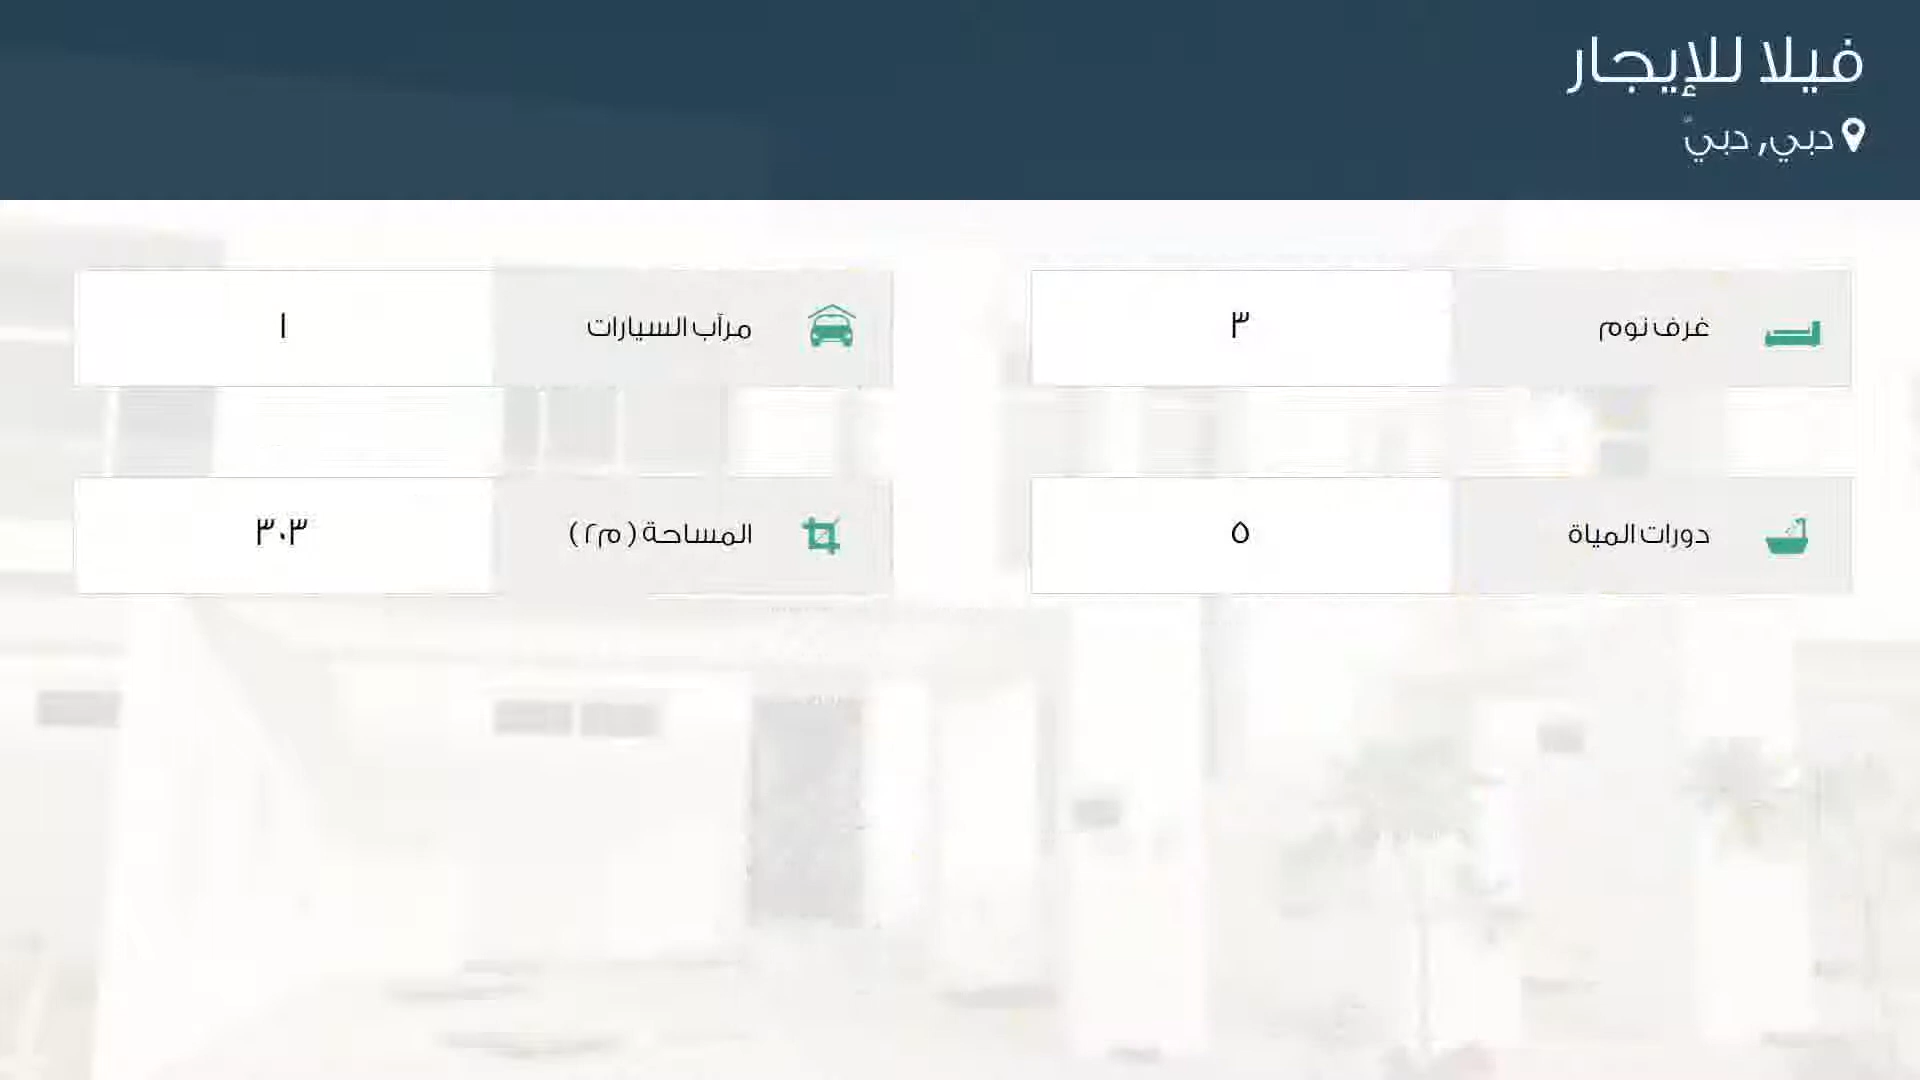 فيلا للإيجار
دبي, دبيّ
غرف نوم
٣
مرآب السيارات
١
دورات المياة
٥
المساحة (م٢)
٣٠٣